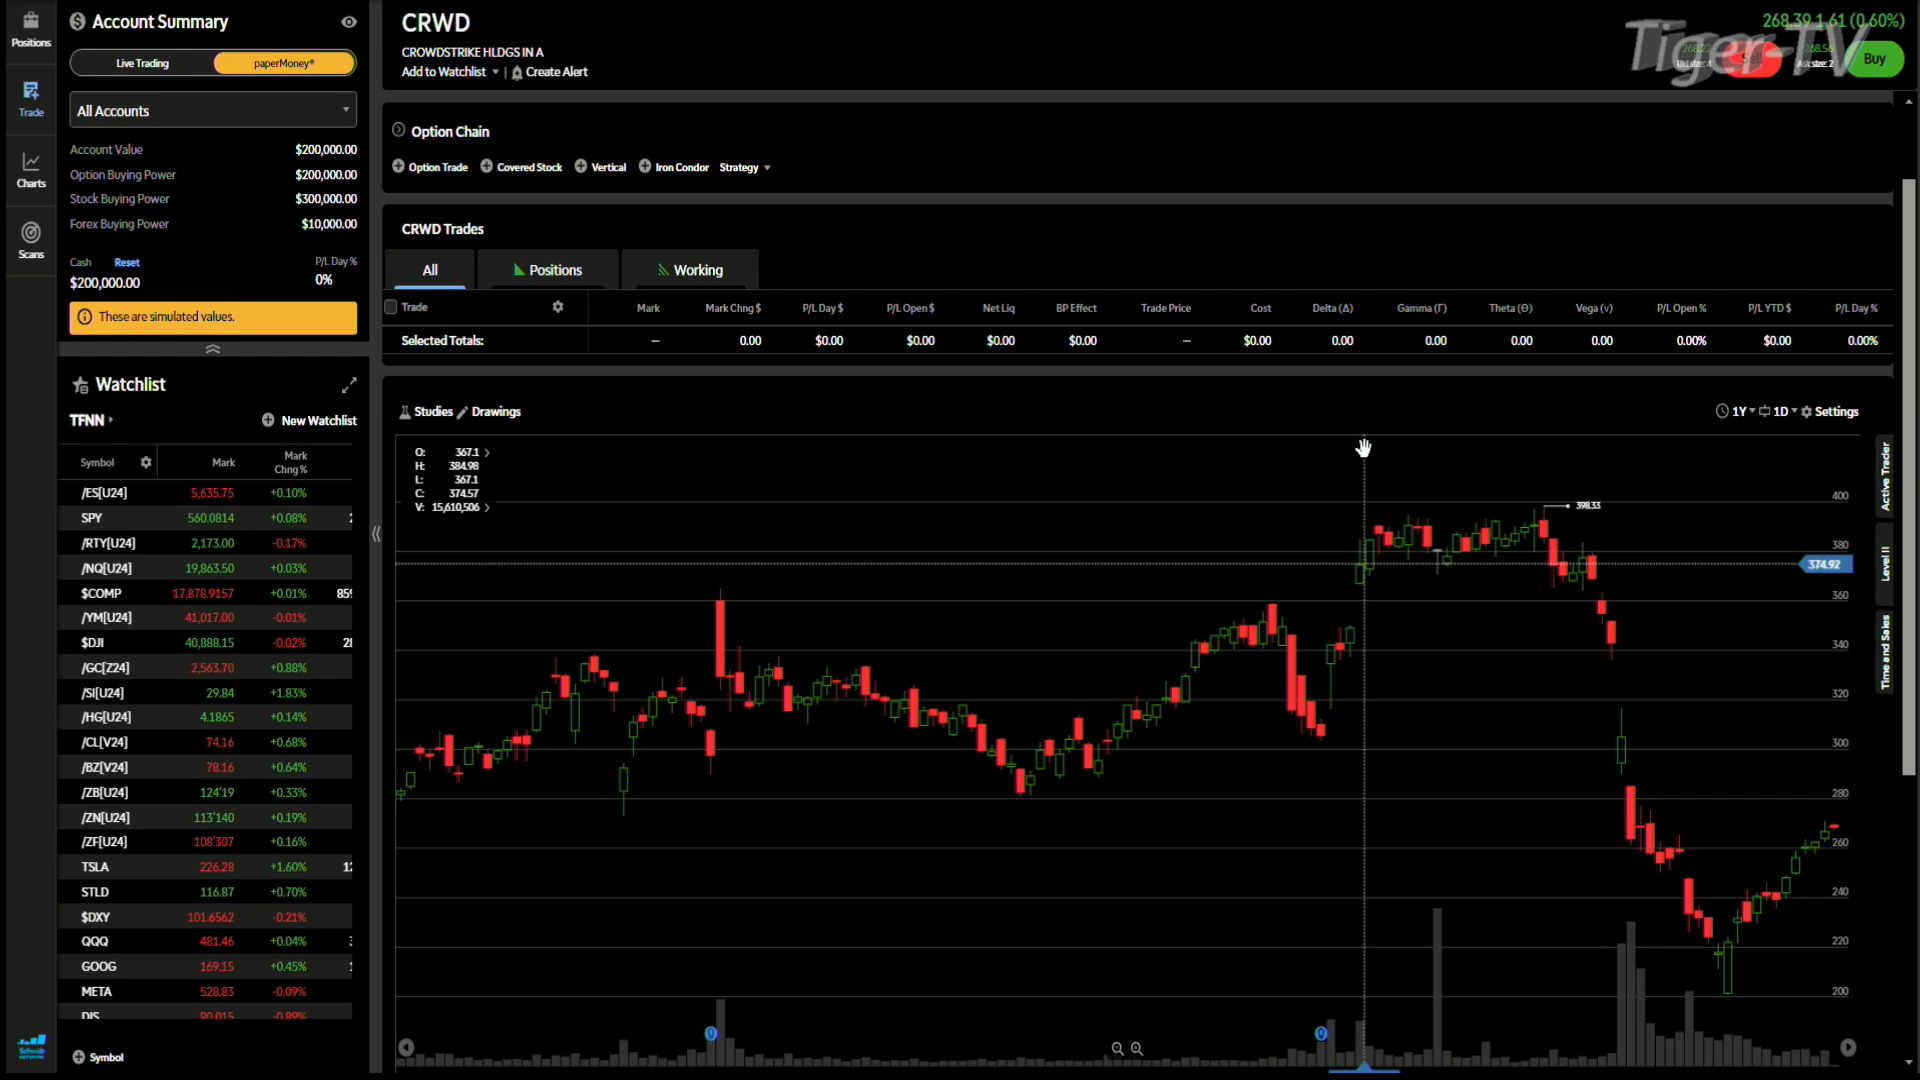 Positions
Trade
Charts
Scans
Schwab
NETWORK
Account Summary
Live Trading
paperMoney®
All Accounts
Account Value $200,000.00
Option Buying Power $200,000.00
Stock Buying Power $300,000.00
Forex Buying Power $10,000.00
Cash Reset P/L Day %
$200,000.00 0%
These are simulated values.
Watchlist
TFNN New Watchlist
Symbol Mark Mark Chng %
/ES[U24] 5,635.75 +0.10%
SPY 560.0814 +0.08%
/RTY[U24] 2,173.00 -0.17%
/NQ[U24] 19,863.50 +0.03%
$COMP 17,878.9157 +0.01%
/YM[U24] 41,017.00 -0.01%
$DJI 40,888.15 -0.02%
/GC[Z24] 2,563.70 +0.88%
/SI[U24] 29.84 +1.83%
/HG[U24] 4.1865 +0.14%
/CL[V24] 74.16 +0.68%
/BZ[V24] 78.16 +0.64%
/ZB[U24] 124'19 +0.33%
/ZN[U24] 113'140 +0.19%
/ZF[U24] 108'307 +0.16%
TSLA 226.28 +1.60%
STLD 116.87 +0.70%
$DXY 101.6562 -0.21%
QQQ 481.46 +0.04%
GOOG 169.15 +0.45%
META 528.83 -0.09%
DIS 90.015 -0.89%
Symbol
CRWD
CROWDSTRIKE HLDGS IN A
Add to Watchlist | Create Alert
268.39 1.61 (0.60%)
Tiger-TV
Sell
Buy
Option Chain
Option Trade Covered Stock Vertical Iron Condor Strategy
CRWD Trades
All Positions Working
Trade Mark Mark Chng $ P/L Day $ P/L Open $ Net Liq BP Effect Trade Price Cost Delta (Δ) Gamma (Γ) Theta (Θ) Vega (v) P/L Open % P/L YTD $ P/L Day %
Selected Totals: — 0.00 $0.00 $0.00 $0.00 $0.00 — $0.00 0.00 0.00 0.00 0.00 0.00% $0.00 0.00%
Studies Drawings
1Y 1D Settings
O: 367.1
H: 384.98
L: 367.1
C: 374.57
V: 15,610,506
398.33
400
380
374.92
360
340
320
300
280
260
240
220
200
Active Trader
Level II
Time and Sales